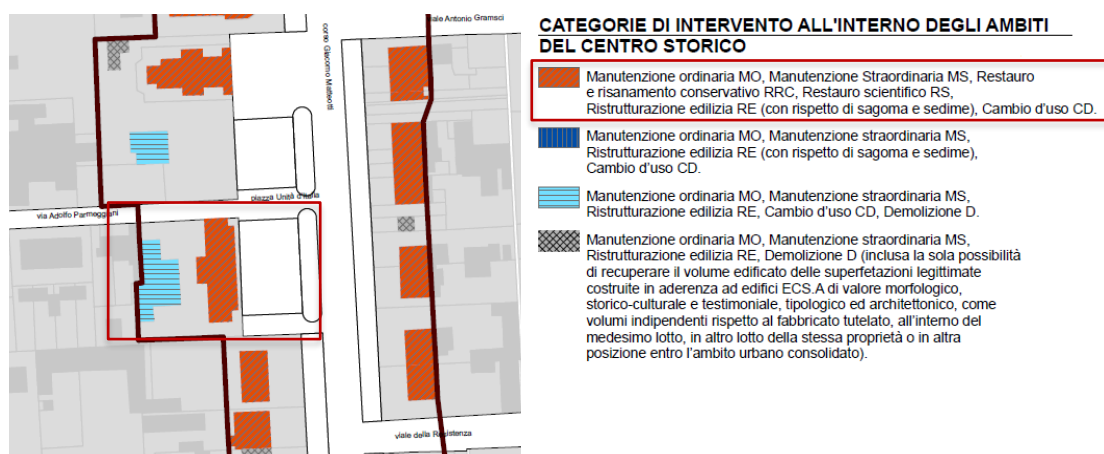 viale Antonio Gramsci
corso Giacomo Matteotti
piazza Unità d'Italia
via Adolfo Parmeggiani
viale della Resistenza
CATEGORIE DI INTERVENTO ALL'INTERNO DEGLI AMBITI
DEL CENTRO STORICO
Manutenzione ordinaria MO, Manutenzione Straordinaria MS, Restauro
e risanamento conservativo RRC, Restauro scientifico RS,
Ristrutturazione edilizia RE (con rispetto di sagoma e sedime), Cambio d'uso CD.
Manutenzione ordinaria MO, Manutenzione straordinaria MS,
Ristrutturazione edilizia RE (con rispetto di sagoma e sedime),
Cambio d'uso CD.
Manutenzione ordinaria MO, Manutenzione straordinaria MS,
Ristrutturazione edilizia RE, Cambio d'uso CD, Demolizione D.
Manutenzione ordinaria MO, Manutenzione straordinaria MS,
Ristrutturazione edilizia RE, Demolizione D (inclusa la sola possibilità
di recuperare il volume edificato delle superfetazioni legittimate
costruite in aderenza ad edifici ECS.A di valore morfologico,
storico-culturale e testimoniale, tipologico ed architettonico, come
volumi indipendenti rispetto al fabbricato tutelato, all'interno del
medesimo lotto, in altro lotto della stessa proprietà o in altra
posizione entro l'ambito urbano consolidato).